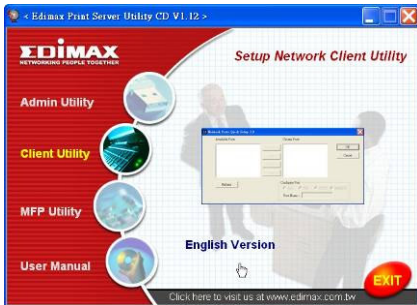 < Edimax Print Server Utility CD V1.12 >
EDIMAX
NETWORKING PEOPLE TOGETHER
Setup Network Client Utility
Admin Utility
Client Utility
MFP Utility
User Manual
English Version
EXIT
Click here to visit us at www.edimax.com.tw